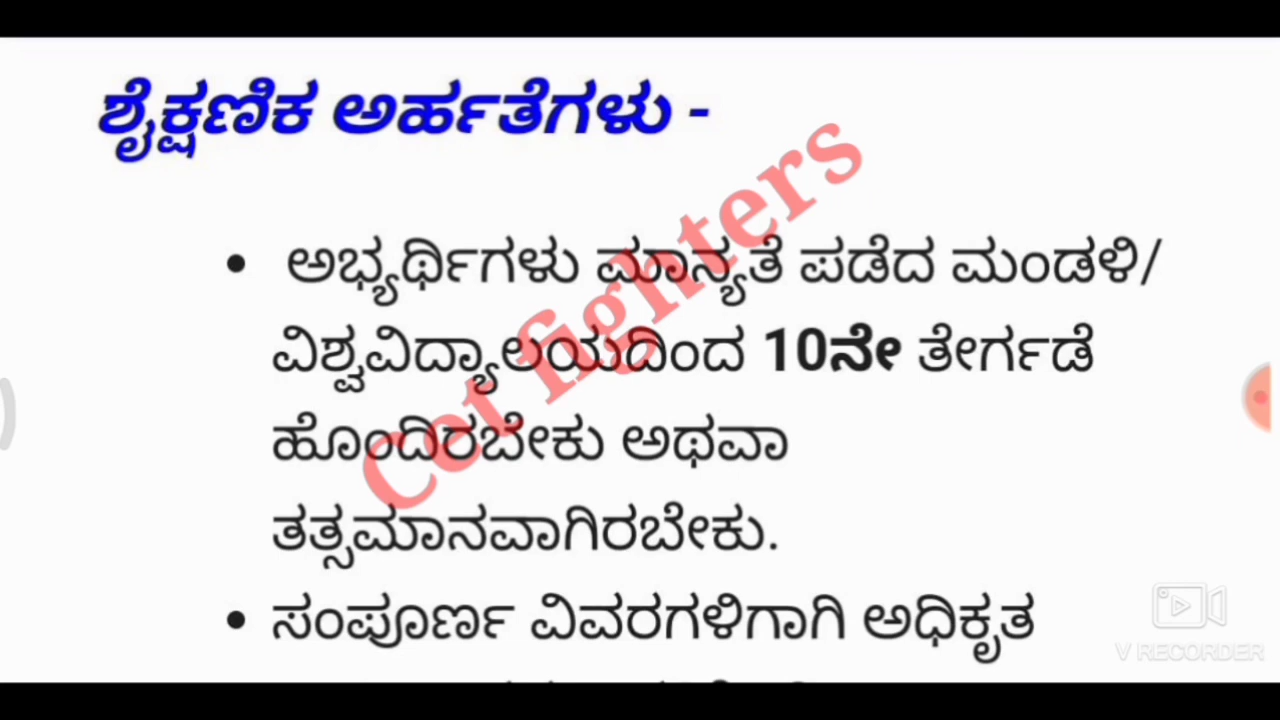 ಶೈಕ್ಷಣಿಕ ಅರ್ಹತೆಗಳು -
• ಅಭ್ಯರ್ಥಿಗಳು ಮಾನ್ಯತೆ ಪಡೆದ ಮಂಡಳಿ/
ವಿಶ್ವವಿದ್ಯಾಲಯದಿಂದ 10ನೇ ತೇರ್ಗಡೆ
ಹೊಂದಿರಬೇಕು ಅಥವಾ
ತತ್ಸಮಾನವಾಗಿರಬೇಕು.
• ಸಂಪೂರ್ಣ ವಿವರಗಳಿಗಾಗಿ ಅಧಿಕೃತ
Cet fighters
V RECORDER